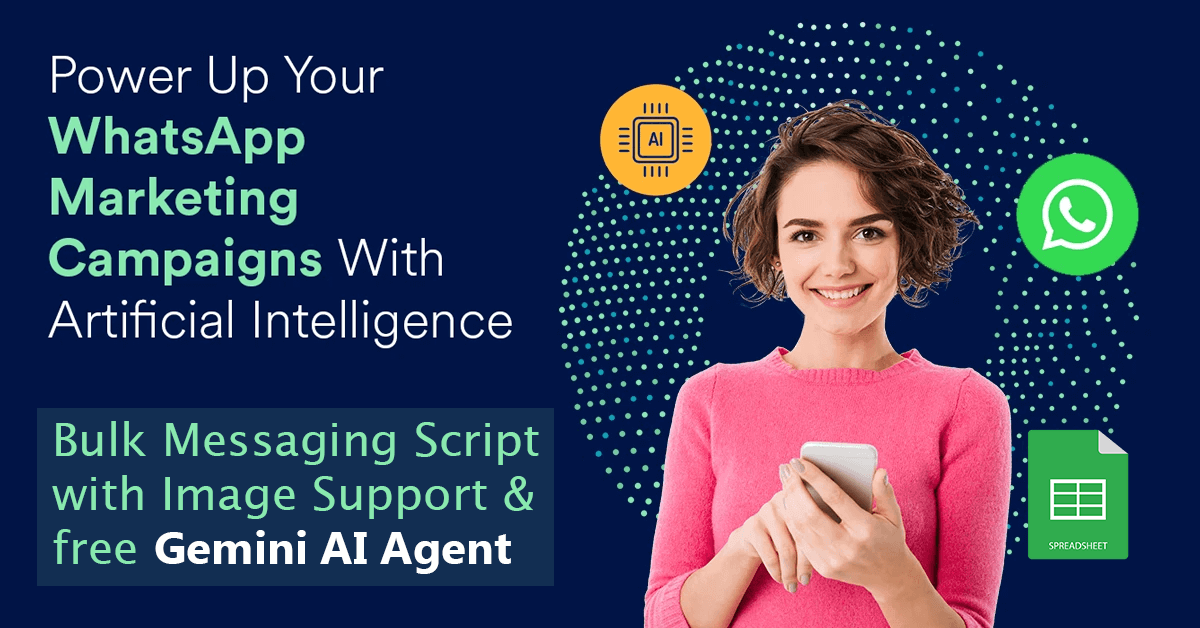 Power Up Your
WhatsApp
Marketing
Campaigns With
Artificial Intelligence
Bulk Messaging Script
with Image Support &
free Gemini AI Agent
AI
SPREADSHEET